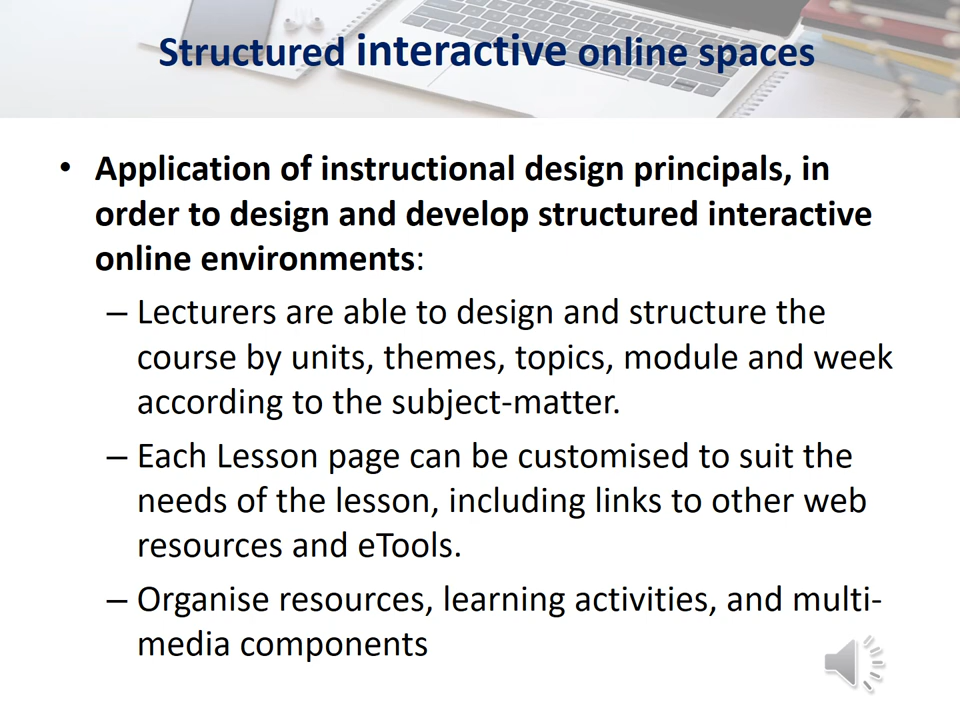 Structured interactive online spaces
• Application of instructional design principals, in
order to design and develop structured interactive
online environments:
– Lecturers are able to design and structure the
course by units, themes, topics, module and week
according to the subject-matter.
– Each Lesson page can be customised to suit the
needs of the lesson, including links to other web
resources and eTools.
– Organise resources, learning activities, and multi-
media components